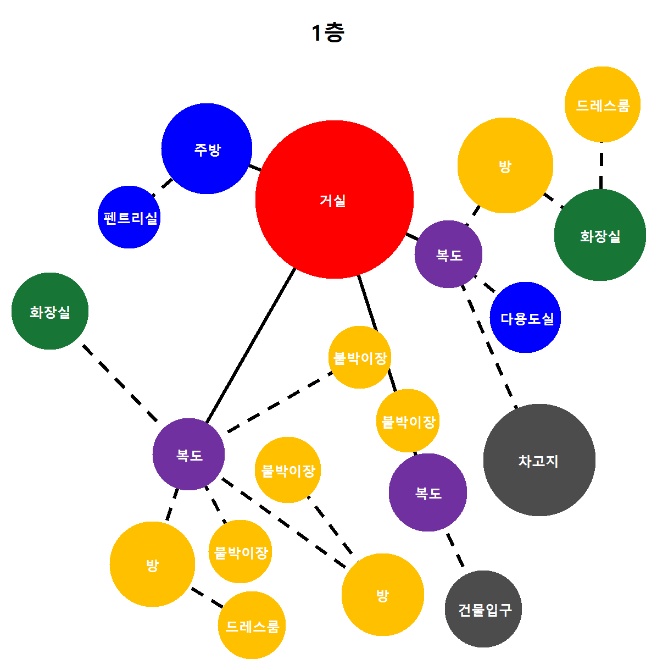 1층
드레스룸
주방
방
거실
펜트리실
화장실
복도
화장실
다용도실
붙박이장
붙박이장
복도
차고지
붙박이장
복도
붙박이장
방
방
건물입구
드레스룸